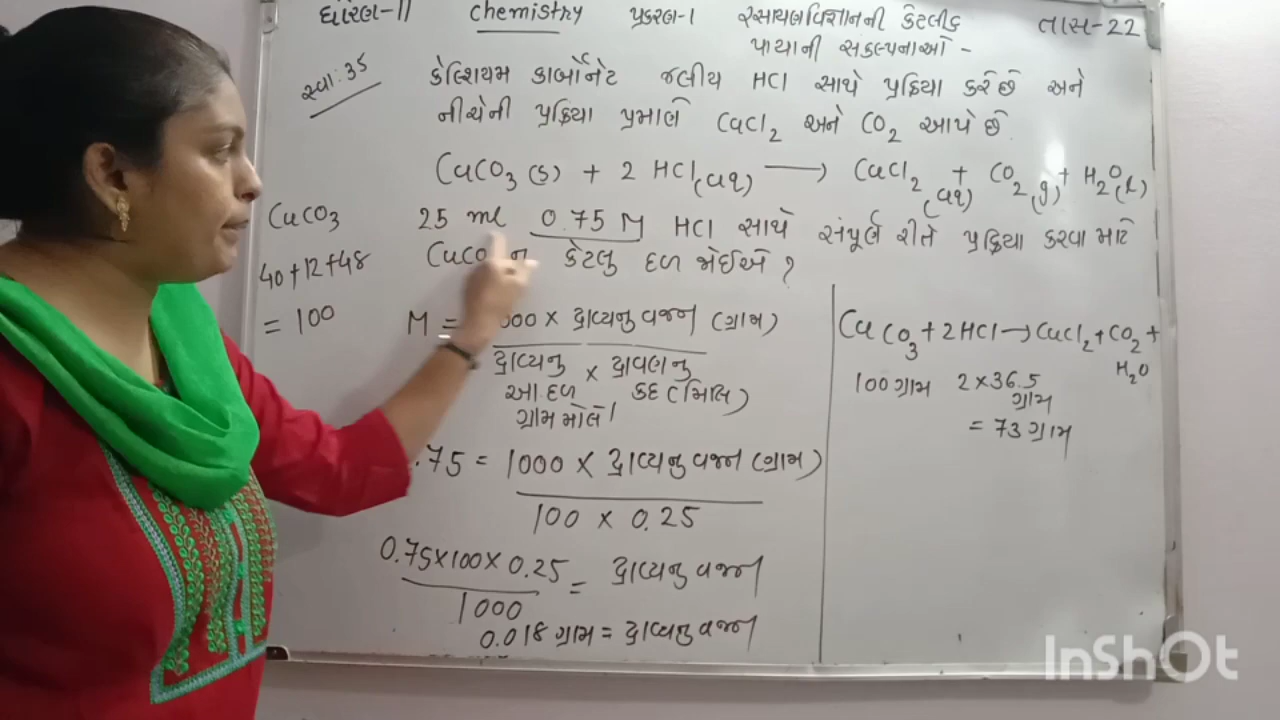 ધોરણ-11 Chemistry પ્રકરણ-1 રસાયણવિજ્ઞાનની કેટલીક તાસ-22
પાયાની સંકલ્પનાઓ -
સ્વા:35
કેલ્શિયમ કાર્બોનેટ જલીય HCl સાથે પ્રક્રિયા કરે છે અને
નીચેની પ્રક્રિયા પ્રમાણે CaCl2 અને CO2 આપે છે.
CaCO3(s) + 2 HCl(aq) ⟶ CaCl2(aq) + CO2(g) + H2O(l)
25 ml 0.75 M HCl સાથે સંપૂર્ણ રીતે પ્રક્રિયા કરવા માટે
કેટલુ દળ જોઈએ ?
CaCO3
40+12+48
= 100
M = 000 × દ્રાવ્યનુ વજન (ગ્રામ)
દ્રાવ્યનુ × દ્રાવણનુ
આ.દળ કદ (મિલિ)
ગ્રામ મોલ
.75 = 1000 × દ્રાવ્યનુ વજન (ગ્રામ)
100 × 0.25
0.75×100×0.25 = દ્રાવ્યનુ વજન
1000
0.018 ગ્રામ = દ્રાવ્યનુ વજન
CaCO3 + 2HCl → CaCl2 + CO2 +
H2O
100 ગ્રામ 2 × 36.5
ગ્રામ
= 73 ગ્રામ
InShOt